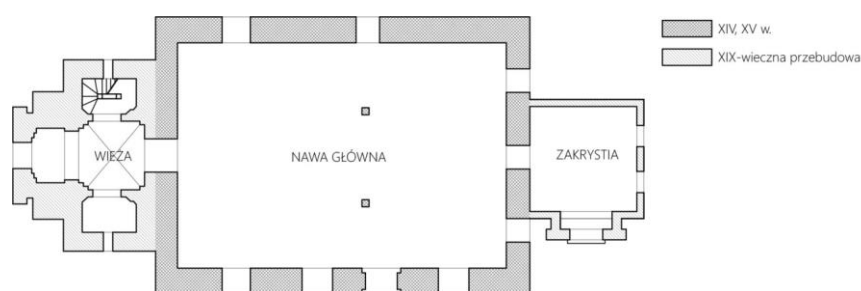 XIV, XV w.
XIX-wieczna przebudowa
WIEŻA
NAWA GŁÓWNA
ZAKRYSTIA